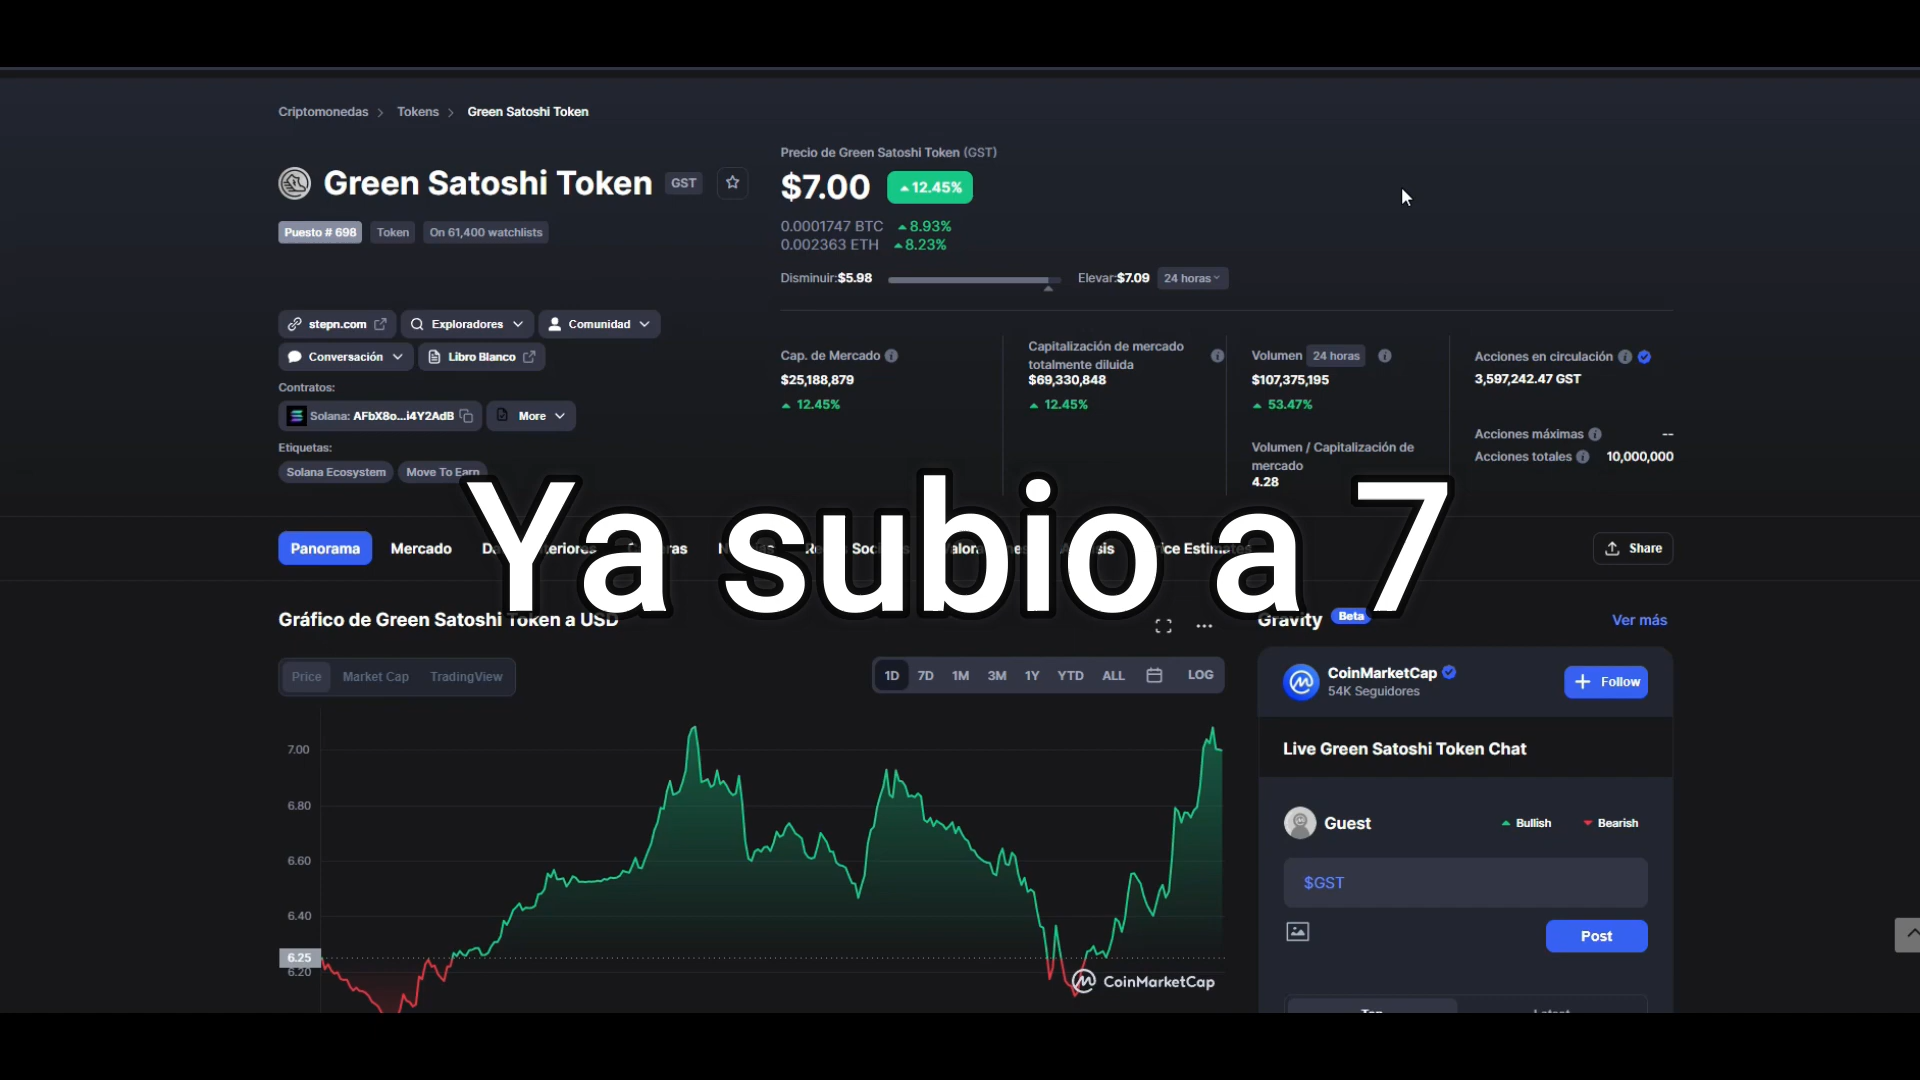 Criptomonedas > Tokens > Green Satoshi Token
Green Satoshi Token GST
Puesto # 698 Token On 61,400 watchlists
Precio de Green Satoshi Token (GST)
$7.00 12.45%
0.0001747 BTC 8.93%
0.002363 ETH 8.23%
Disminuir:$5.98 Elevar:$7.09 24 horas
stepn.com Exploradores Comunidad
Conversación Libro Blanco
Contratos:
Solana: AFbX8o...i4Y2AdB More
Etiquetas:
Solana Ecosystem Move To Earn
Cap. de Mercado
$25,188,879
12.45%
Capitalización de mercado
totalmente diluida
$69,330,848
12.45%
Volumen 24 horas
$107,375,195
53.47%
Volumen / Capitalización de
mercado
4.28
Acciones en circulación
3,597,242.47 GST
Acciones máximas --
Acciones totales 10,000,000
Ya subio a 7
Panorama Mercado Share
Gráfico de Green Satoshi Token a USD
Price Market Cap TradingView
1D 7D 1M 3M 1Y YTD ALL LOG
7.00
6.80
6.60
6.40
6.25
6.20
CoinMarketCap
Gravity Beta Ver más
CoinMarketCap
54K Seguidores
+ Follow
Live Green Satoshi Token Chat
Guest Bullish Bearish
$GST
Post